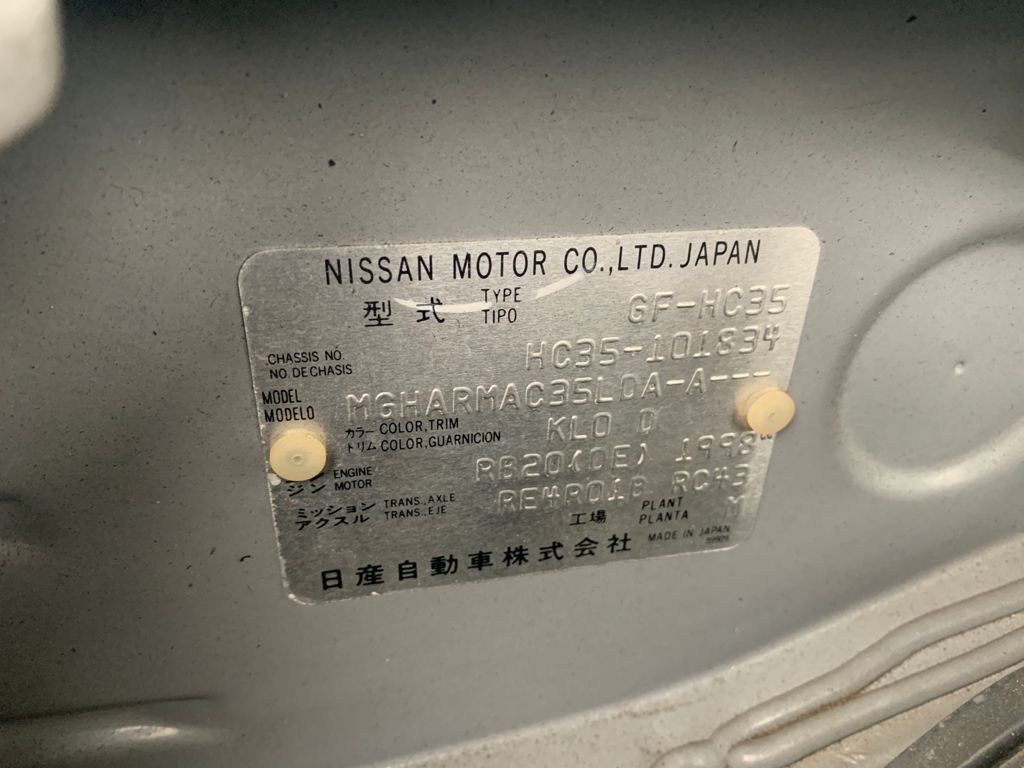 NISSAN MOTOR CO.,LTD. JAPAN
型式 TYPE TIPO GF-HC35
CHASSIS NO. NO. DE CHASIS HC35-101834
MODEL MODELO MGHARMAC35LDA-A---
カラー COLOR,TRIM トリム COLOR,GUARNICION KL0 D
ジン ENGINE MOTOR RB20(DE) 1998 cc
ミッション TRANS., AXLE アクスル TRANS., EJE RE4R01B RC43
工場 PLANT PLANTA M
日産自動車株式会社 MADE IN JAPAN